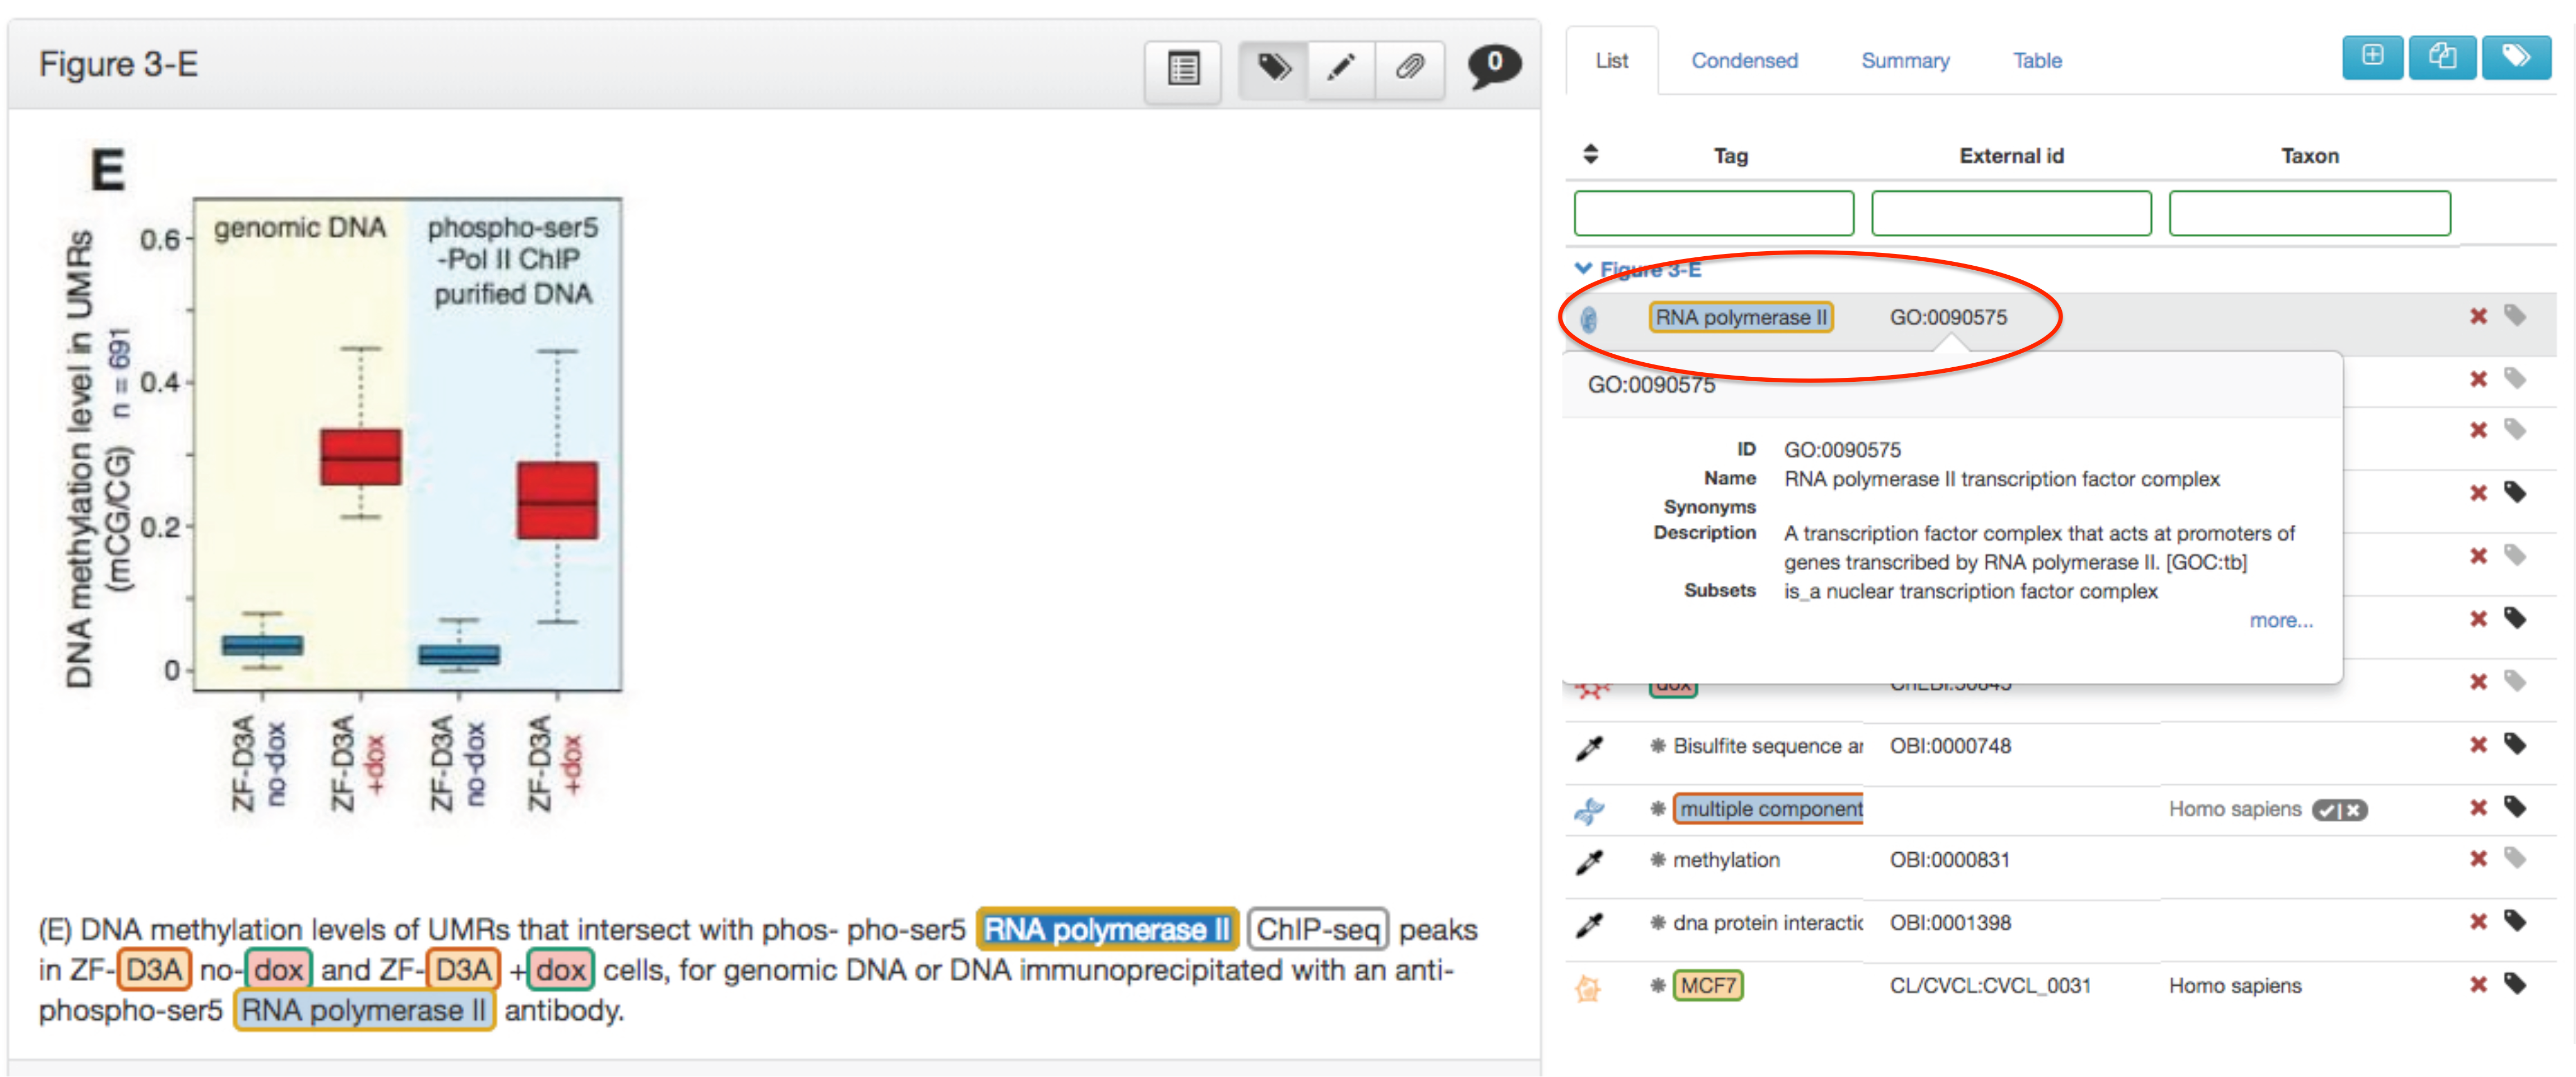 Figure 3-E
0
E
genomic DNA
phospho-ser5
-Pol II ChIP
purified DNA
DNA methylation level in UMRs
(mCG/CG) n = 691
0.6
0.4
0.2
0
ZF-D3A
no-dox
ZF-D3A
+dox
ZF-D3A
no-dox
ZF-D3A
+dox
(E) DNA methylation levels of UMRs that intersect with phos- pho-ser5 RNA polymerase II ChIP-seq peaks
in ZF- D3A no- dox and ZF- D3A + dox cells, for genomic DNA or DNA immunoprecipitated with an anti-
phospho-ser5 RNA polymerase II antibody.
List Condensed Summary Table
Tag External id Taxon
Figure 3-E
RNA polymerase II GO:0090575
GO:0090575
ID GO:0090575
Name RNA polymerase II transcription factor complex
Synonyms
Description A transcription factor complex that acts at promoters of
genes transcribed by RNA polymerase II. [GOC:tb]
Subsets is_a nuclear transcription factor complex
more...
dox
Bisulfite sequence ar OBI:0000748
multiple component Homo sapiens
methylation OBI:0000831
dna protein interactic OBI:0001398
MCF7 CL/CVCL:CVCL_0031 Homo sapiens